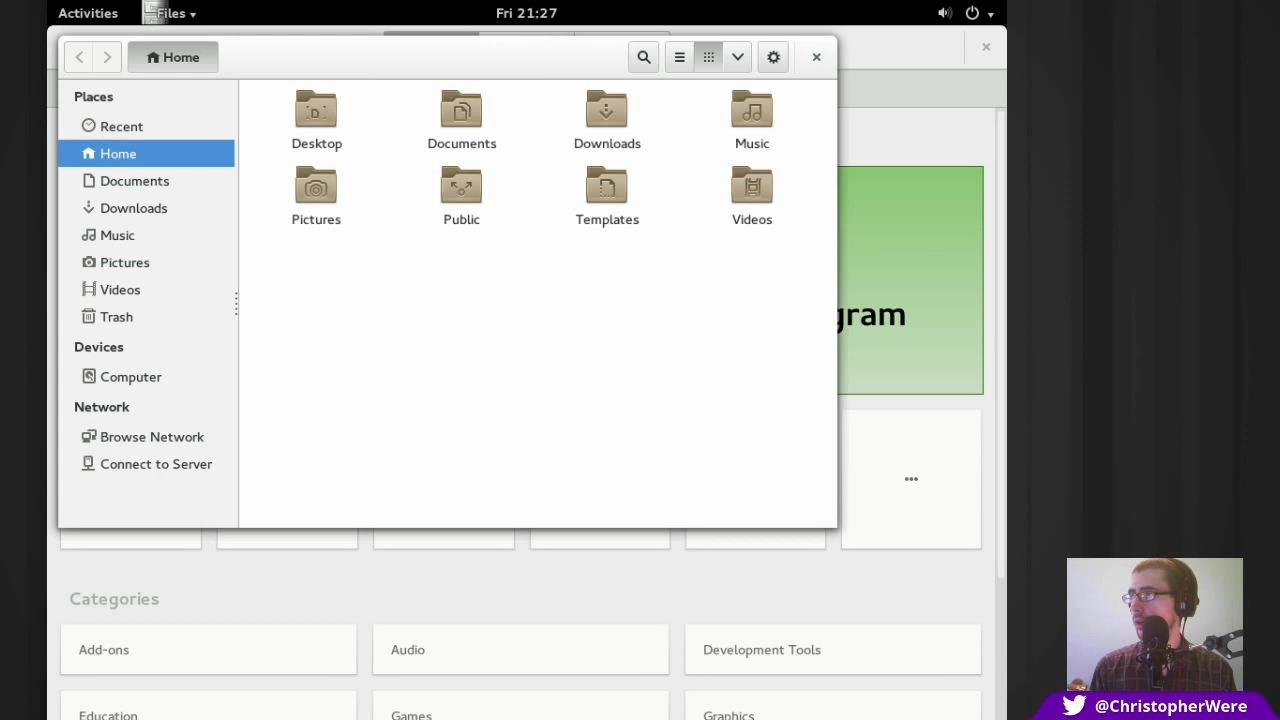 Activities
Files
Fri 21:27
Home
Places
Recent
Home
Documents
Downloads
Music
Pictures
Videos
Trash
Devices
Computer
Network
Browse Network
Connect to Server
Desktop
Documents
Downloads
Music
Pictures
Public
Templates
Videos
gram
Categories
Add-ons
Audio
Development Tools
Education
Games
Graphics
@ChristopherWere